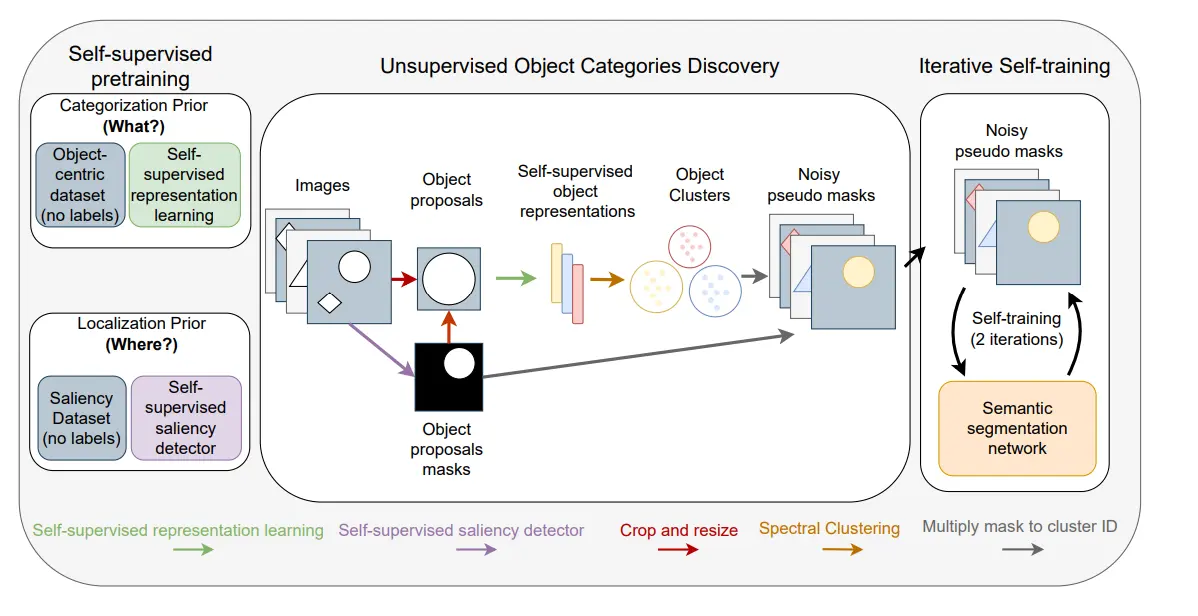 Self-supervised
pretraining
Categorization Prior
(What?)
Object-
centric
dataset
(no labels)
Self-
supervised
representation
learning
Localization Prior
(Where?)
Saliency
Dataset
(no labels)
Self-
supervised
saliency
detector
Unsupervised Object Categories Discovery
Images
Object
proposals
Self-supervised
object
representations
Object
Clusters
Noisy
pseudo masks
Object
proposals
masks
Iterative Self-training
Noisy
pseudo masks
Self-training
(2 iterations)
Semantic
segmentation
network
Self-supervised representation learning
Self-supervised saliency detector
Crop and resize
Spectral Clustering
Multiply mask to cluster ID